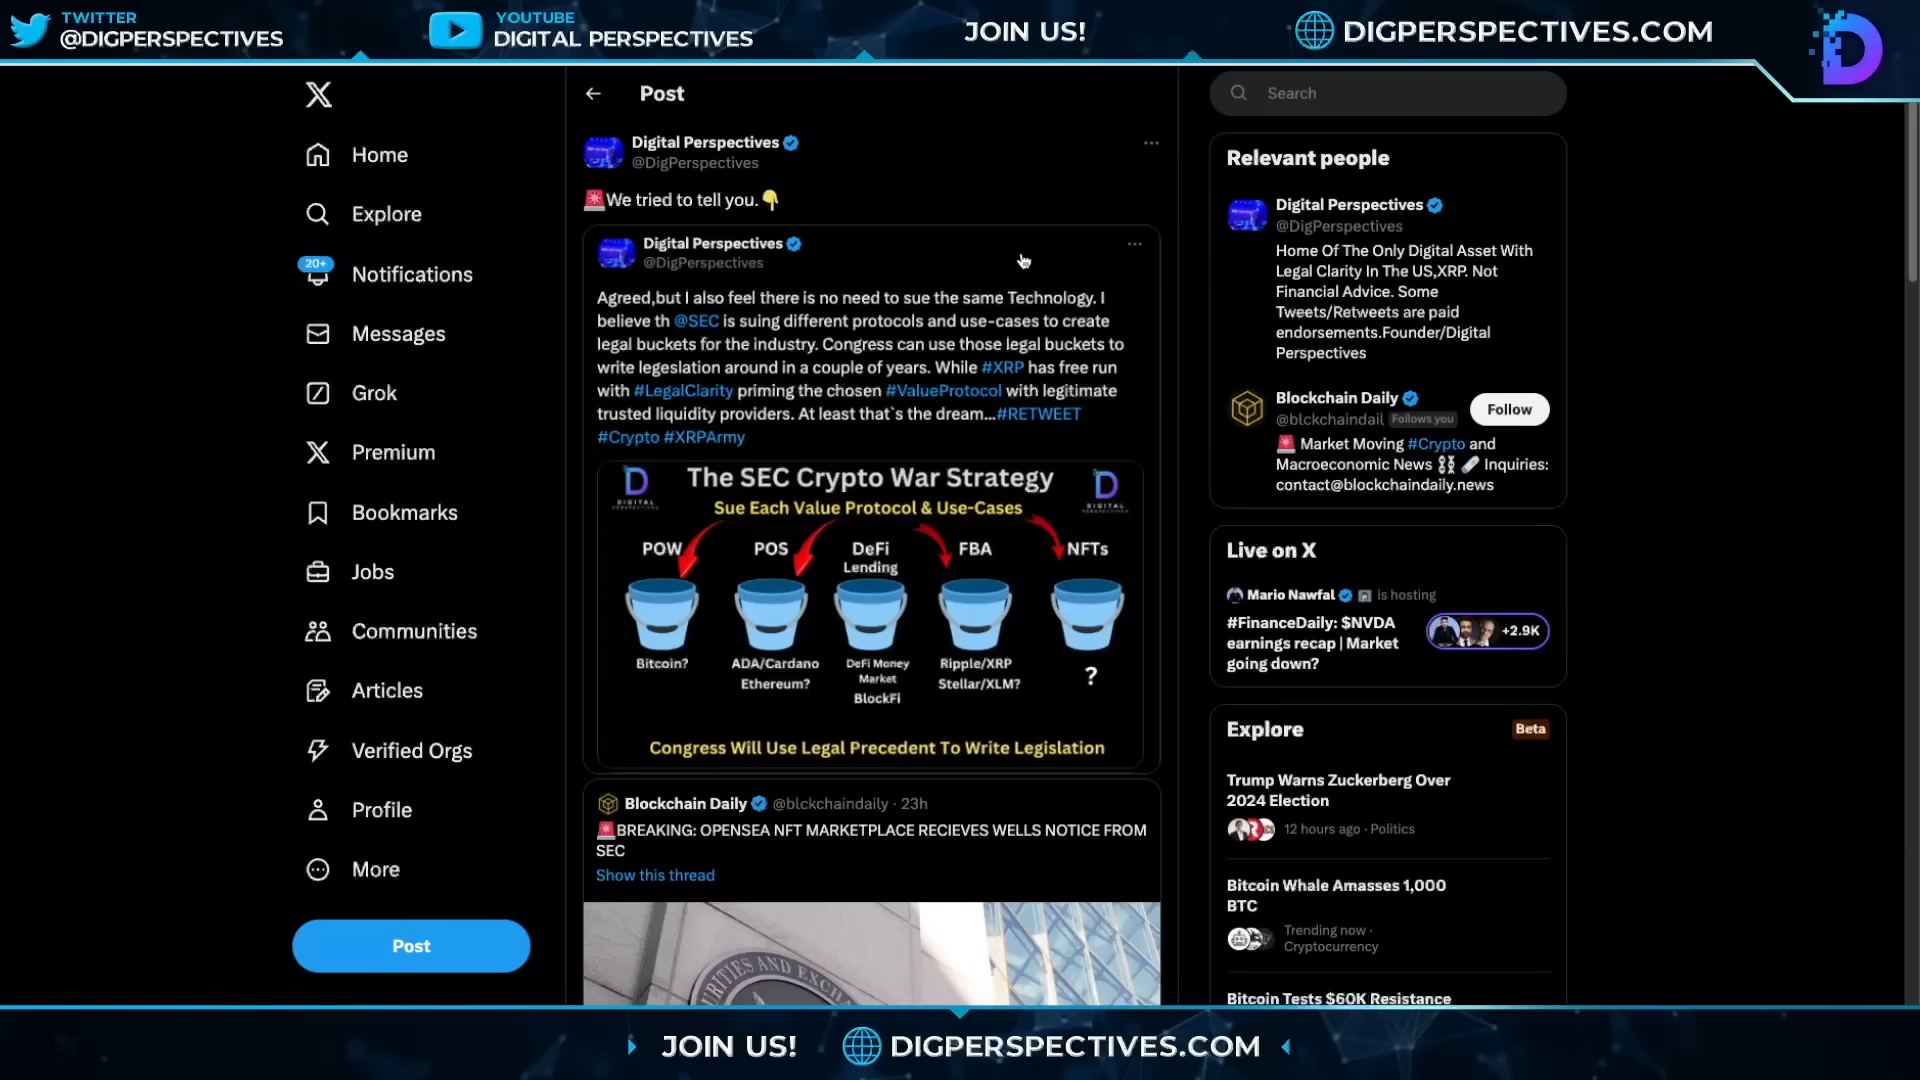 TWITTER
@DIGPERSPECTIVES
YOUTUBE
DIGITAL PERSPECTIVES
JOIN US!
DIGPERSPECTIVES.COM
Home
Explore
20+
Notifications
Messages
Grok
Premium
Bookmarks
Jobs
Communities
Articles
Verified Orgs
Profile
More
Post
Post
Digital Perspectives
@DigPerspectives
🚨We tried to tell you.👇
Digital Perspectives
@DigPerspectives
Agreed,but I also feel there is no need to sue the same Technology. I
believe th @SEC is suing different protocols and use-cases to create
legal buckets for the industry. Congress can use those legal buckets to
write legeslation around in a couple of years. While #XRP has free run
with #LegalClarity priming the chosen #ValueProtocol with legitimate
trusted liquidity providers. At least that`s the dream...#RETWEET
#Crypto #XRPArmy
DIGITAL
PERSPECTIVES
The SEC Crypto War Strategy
DIGITAL
PERSPECTIVES
Sue Each Value Protocol & Use-Cases
POW POS DeFi Lending FBA NFTs
Bitcoin?
ADA/Cardano
Ethereum?
DeFi Money
Market
BlockFi
Ripple/XRP
Stellar/XLM?
?
Congress Will Use Legal Precedent To Write Legislation
Blockchain Daily @blckchaindaily · 23h
🚨BREAKING: OPENSEA NFT MARKETPLACE RECIEVES WELLS NOTICE FROM
SEC
Show this thread
URITIES AND EXCHA
Search
Relevant people
Digital Perspectives
@DigPerspectives
Home Of The Only Digital Asset With
Legal Clarity In The US,XRP. Not
Financial Advice. Some
Tweets/Retweets are paid
endorsements.Founder/Digital
Perspectives
Blockchain Daily
@blckchaindail Follows you
Follow
🚨 Market Moving #Crypto and
Macroeconomic News ⛓ 🗞 Inquiries:
contact@blockchaindaily.news
Live on X
Mario Nawfal is hosting
#FinanceDaily: $NVDA
earnings recap | Market
going down?
+2.9K
Explore
Beta
Trump Warns Zuckerberg Over
2024 Election
12 hours ago · Politics
Bitcoin Whale Amasses 1,000
BTC
Trending now ·
Cryptocurrency
Bitcoin Tests $60K Resistance
JOIN US!
DIGPERSPECTIVES.COM